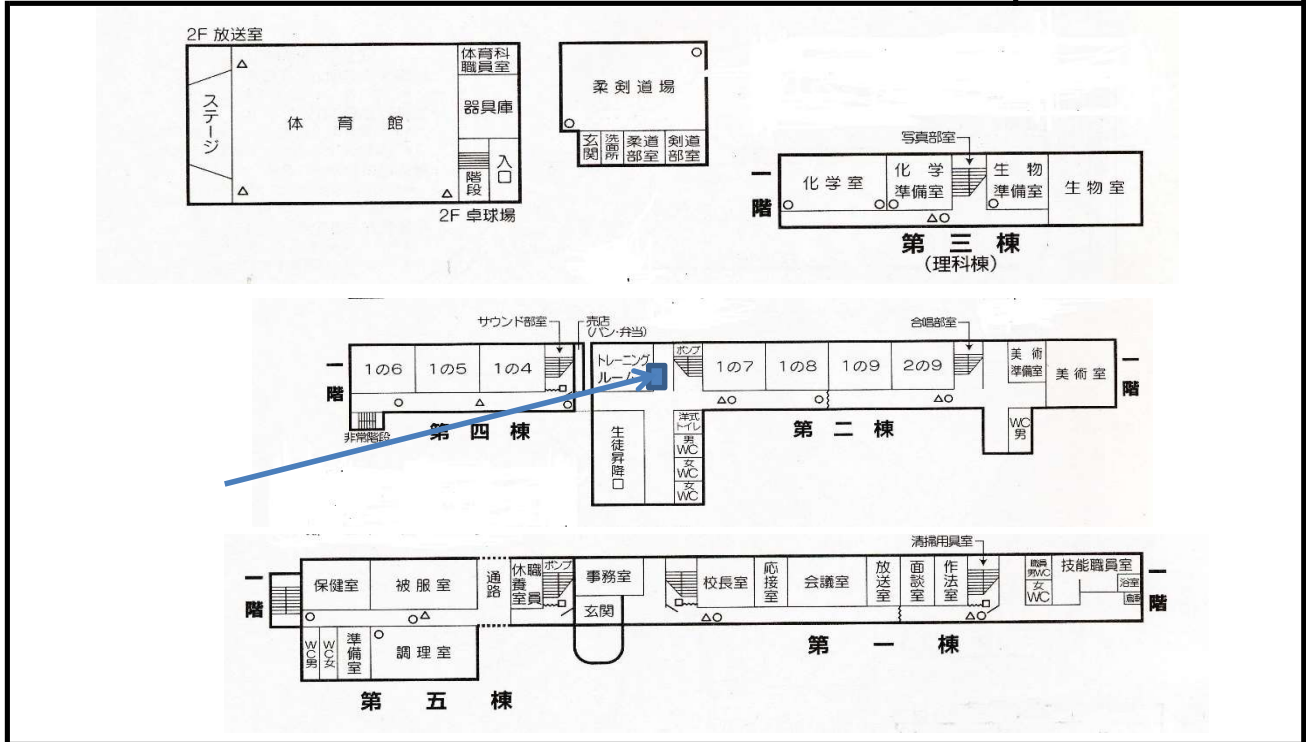 2F 放送室
ステージ
体育館
体育科
職員室
器具庫
階段
入口
2F 卓球場
柔剣道場
玄関
洗面所
柔道
部室
剣道
部室
写真部室
一階
化学室
化学
準備室
生物
準備室
生物室
第三棟
(理科棟)
サウンド部室
売店
(パン・弁当)
合唱部室
一階
1の6
1の5
1の4
トレーニング
ルーム
ポンプ
1の7
1の8
1の9
2の9
美術
準備室
美術室
一階
非常階段
第四棟
生徒昇降口
洋式
トイレ
男
WC
女
WC
女
WC
第二棟
WC
男
清掃用具室
一階
保健室
被服室
通路
職員
休養室
ポンプ
事務室
玄関
校長室
応接室
会議室
放送室
面談室
作法室
職員
男WC
女
WC
技能職員室
浴室
一階
WC男
WC女
準備室
調理室
第一棟
第五棟